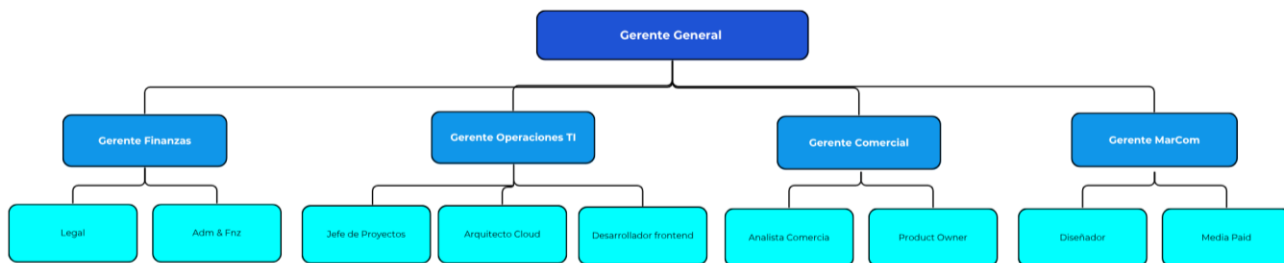 Gerente General
Gerente Finanzas
Gerente Operaciones TI
Gerente Comercial
Gerente MarCom
Legal
Adm & Fnz
Jefe de Proyectos
Arquitecto Cloud
Desarrollador frontend
Analista Comercia
Product Owner
Diseñador
Media Paid